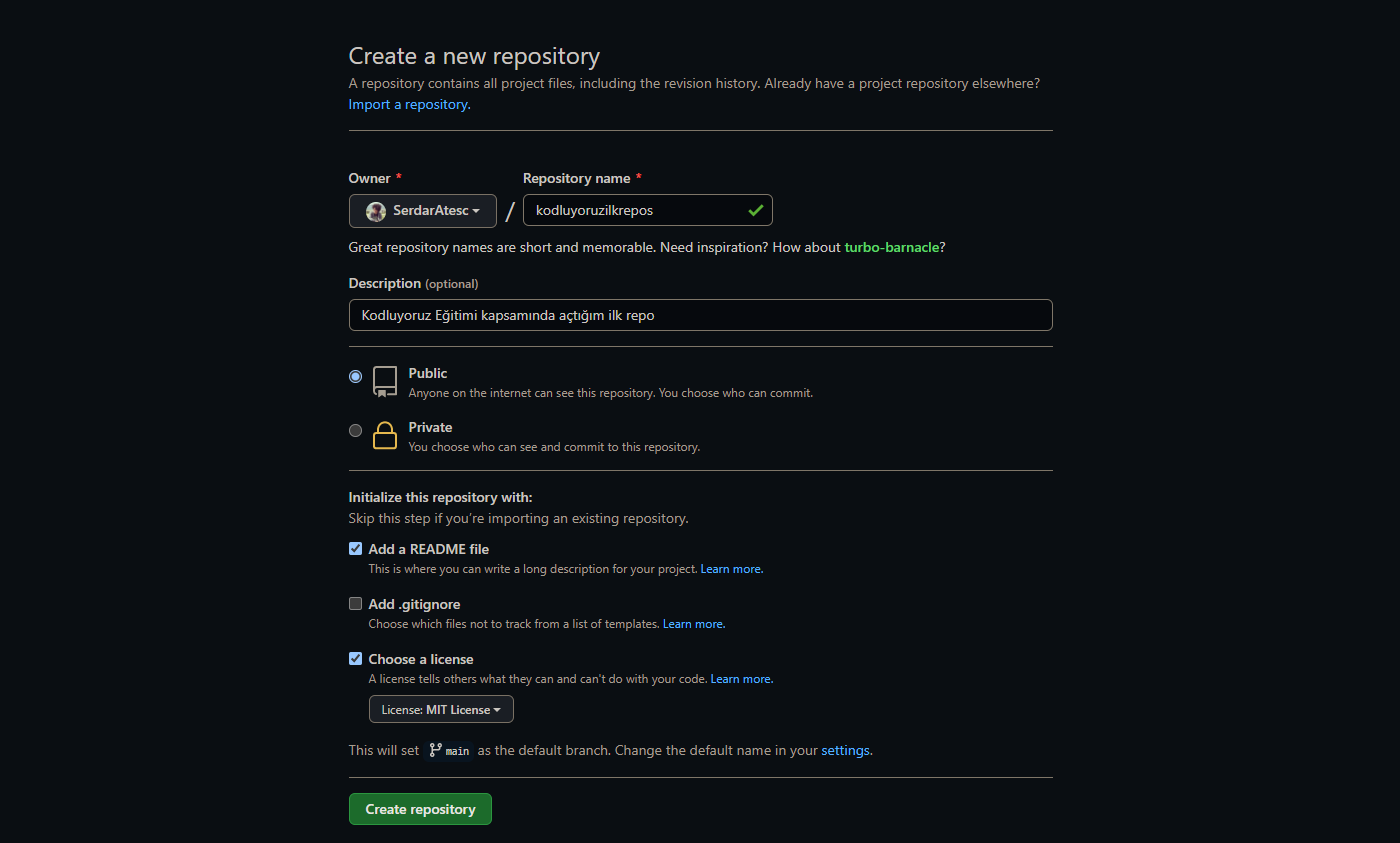 Create a new repository
A repository contains all project files, including the revision history. Already have a project repository elsewhere?
Import a repository.
Owner * Repository name *
SerdarAtesc / kodluyoruzilkrepos
Great repository names are short and memorable. Need inspiration? How about turbo-barnacle?
Description (optional)
Kodluyoruz Eğitimi kapsamında açtığım ilk repo
Public
Anyone on the internet can see this repository. You choose who can commit.
Private
You choose who can see and commit to this repository.
Initialize this repository with:
Skip this step if you're importing an existing repository.
Add a README file
This is where you can write a long description for your project. Learn more.
Add .gitignore
Choose which files not to track from a list of templates. Learn more.
Choose a license
A license tells others what they can and can't do with your code. Learn more.
License: MIT License
This will set main as the default branch. Change the default name in your settings.
Create repository